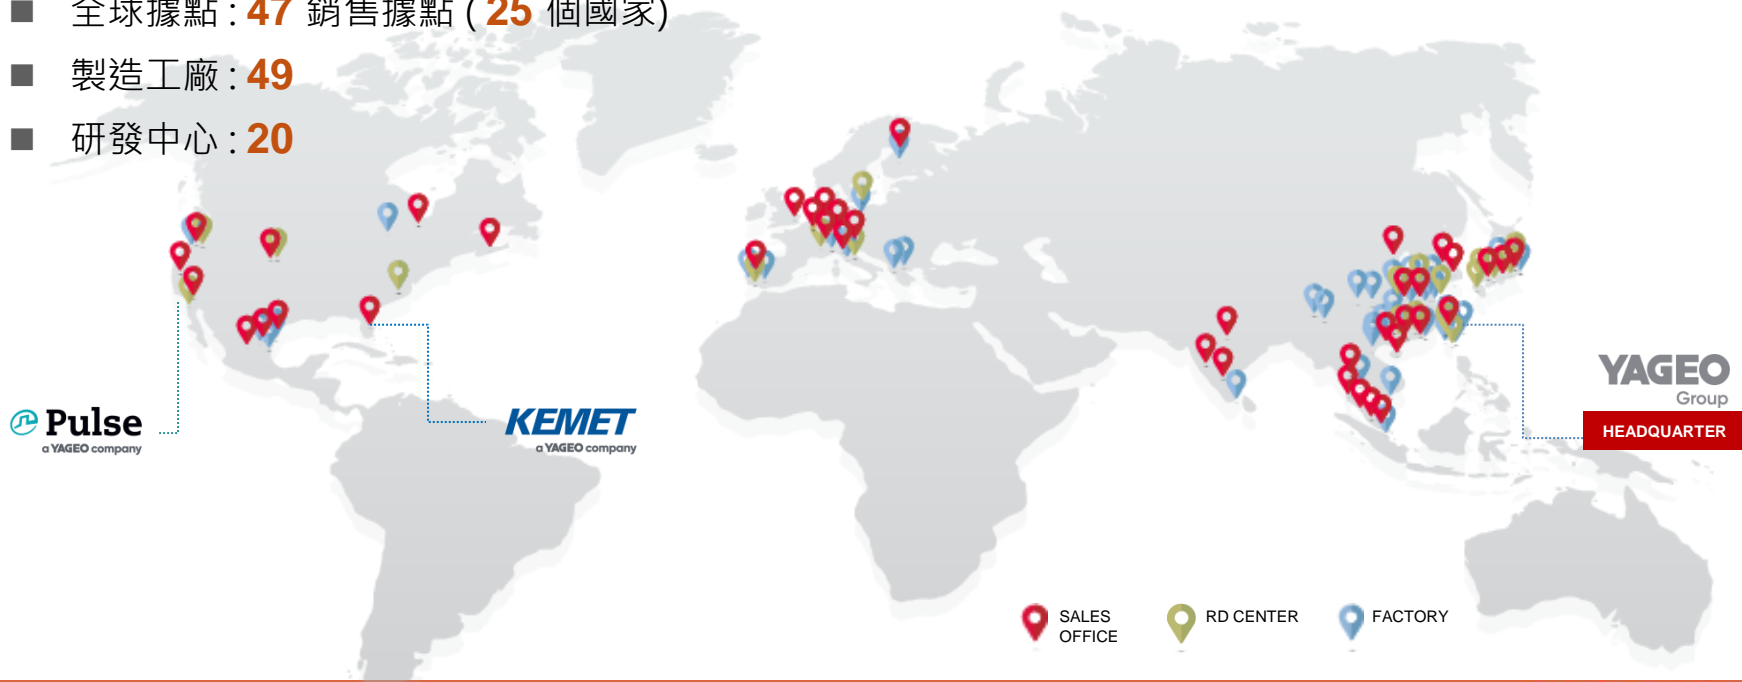 全球據點 : 47 銷售據點 ( 25 個國家)
製造工廠 : 49
研發中心 : 20
Pulse
a YAGEO company
KEMET
a YAGEO company
YAGEO
Group
HEADQUARTER
SALES
OFFICE
RD CENTER
FACTORY